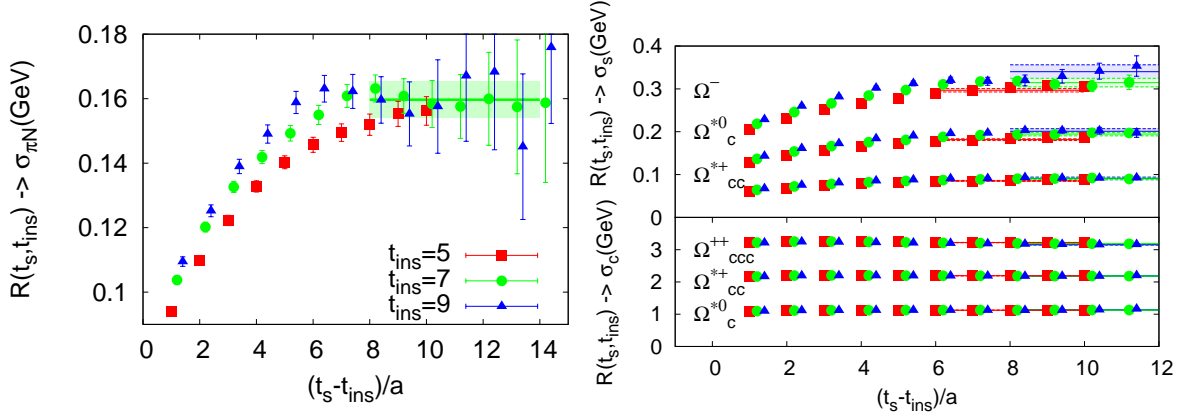 R(t_s,t_ins) -> σ_πN(GeV)
0.18
0.16
0.14
0.12
0.1
t_ins=5
t_ins=7
t_ins=9
0 2 4 6 8 10 12 14
(t_s-t_ins)/a
R(t_s,t_ins) -> σ_s(GeV)
0.4
0.3
0.2
0.1
0
Ω^-
Ω^*0_c
Ω^*+_cc
R(t_s,t_ins) -> σ_c(GeV)
3
2
1
0
Ω^++_ccc
Ω^*+_cc
Ω^*0_c
0 2 4 6 8 10 12
(t_s-t_ins)/a